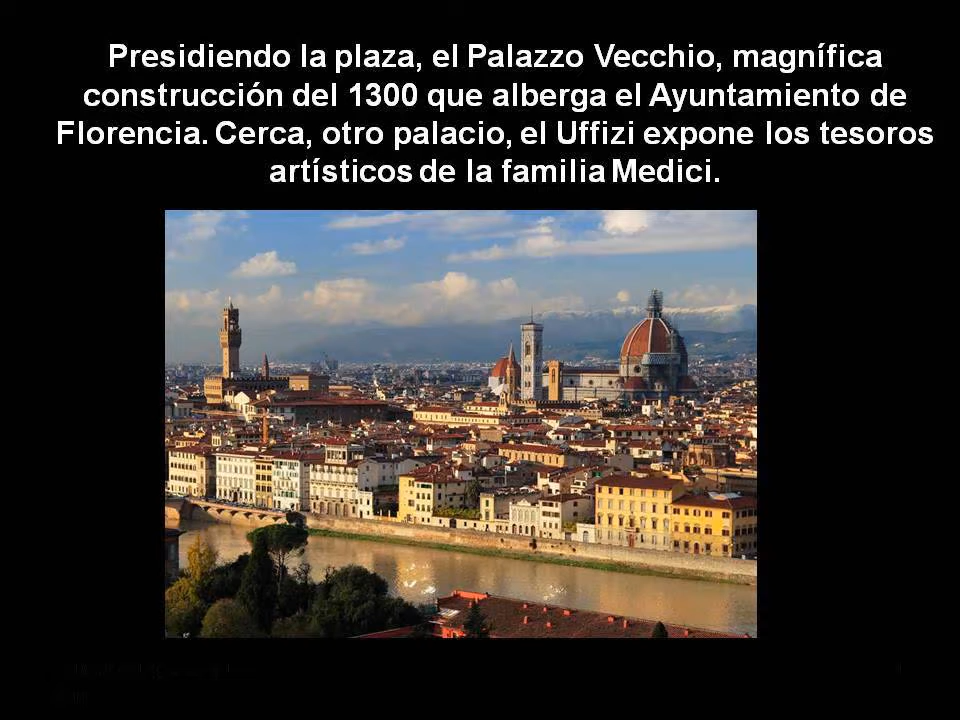 Presidiendo la plaza, el Palazzo Vecchio, magnífica
construcción del 1300 que alberga el Ayuntamiento de
Florencia. Cerca, otro palacio, el Uffizi expone los tesoros
artísticos de la familia Medici.